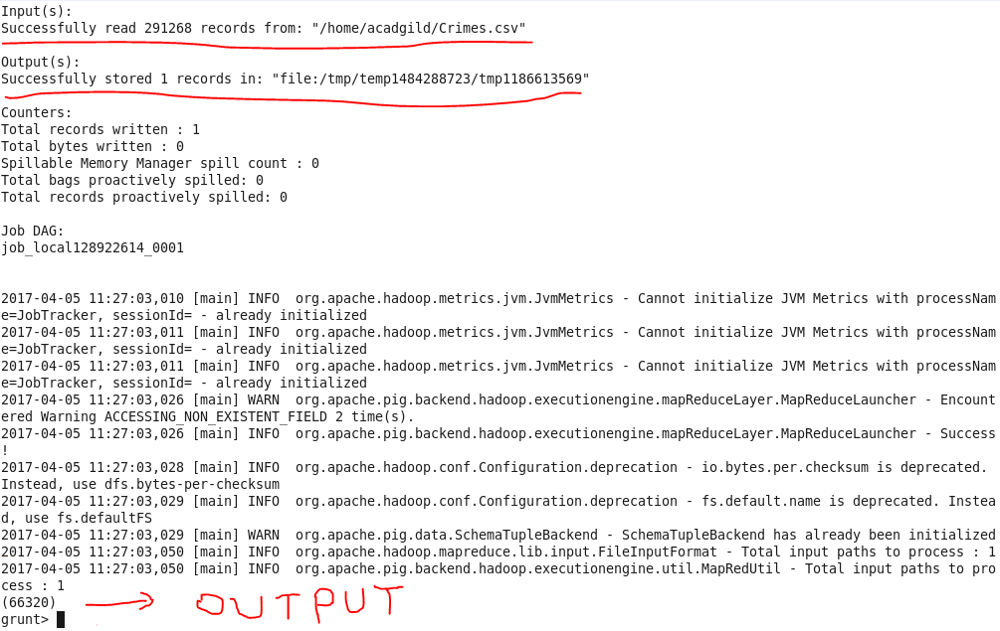 Input(s):
Successfully read 291268 records from: "/home/acadgild/Crimes.csv"
Output(s):
Successfully stored 1 records in: "file:/tmp/temp1484288723/tmp1186613569"
Counters:
Total records written : 1
Total bytes written : 0
Spillable Memory Manager spill count : 0
Total bags proactively spilled: 0
Total records proactively spilled: 0
Job DAG:
job_local128922614_0001
2017-04-05 11:27:03,010 [main] INFO  org.apache.hadoop.metrics.jvm.JvmMetrics - Cannot initialize JVM Metrics with processNam
e=JobTracker, sessionId= - already initialized
2017-04-05 11:27:03,011 [main] INFO  org.apache.hadoop.metrics.jvm.JvmMetrics - Cannot initialize JVM Metrics with processNam
e=JobTracker, sessionId= - already initialized
2017-04-05 11:27:03,011 [main] INFO  org.apache.hadoop.metrics.jvm.JvmMetrics - Cannot initialize JVM Metrics with processNam
e=JobTracker, sessionId= - already initialized
2017-04-05 11:27:03,026 [main] WARN  org.apache.pig.backend.hadoop.executionengine.mapReduceLayer.MapReduceLauncher - Encount
ered Warning ACCESSING_NON_EXISTENT_FIELD 2 time(s).
2017-04-05 11:27:03,026 [main] INFO  org.apache.pig.backend.hadoop.executionengine.mapReduceLayer.MapReduceLauncher - Success
!
2017-04-05 11:27:03,028 [main] INFO  org.apache.hadoop.conf.Configuration.deprecation - io.bytes.per.checksum is deprecated.
Instead, use dfs.bytes-per-checksum
2017-04-05 11:27:03,029 [main] INFO  org.apache.hadoop.conf.Configuration.deprecation - fs.default.name is deprecated. Instea
d, use fs.defaultFS
2017-04-05 11:27:03,029 [main] WARN  org.apache.pig.data.SchemaTupleBackend - SchemaTupleBackend has already been initialized
2017-04-05 11:27:03,050 [main] INFO  org.apache.hadoop.mapreduce.lib.input.FileInputFormat - Total input paths to process : 1
2017-04-05 11:27:03,050 [main] INFO  org.apache.pig.backend.hadoop.executionengine.util.MapRedUtil - Total input paths to pro
cess : 1
(66320) OUTPUT
grunt>